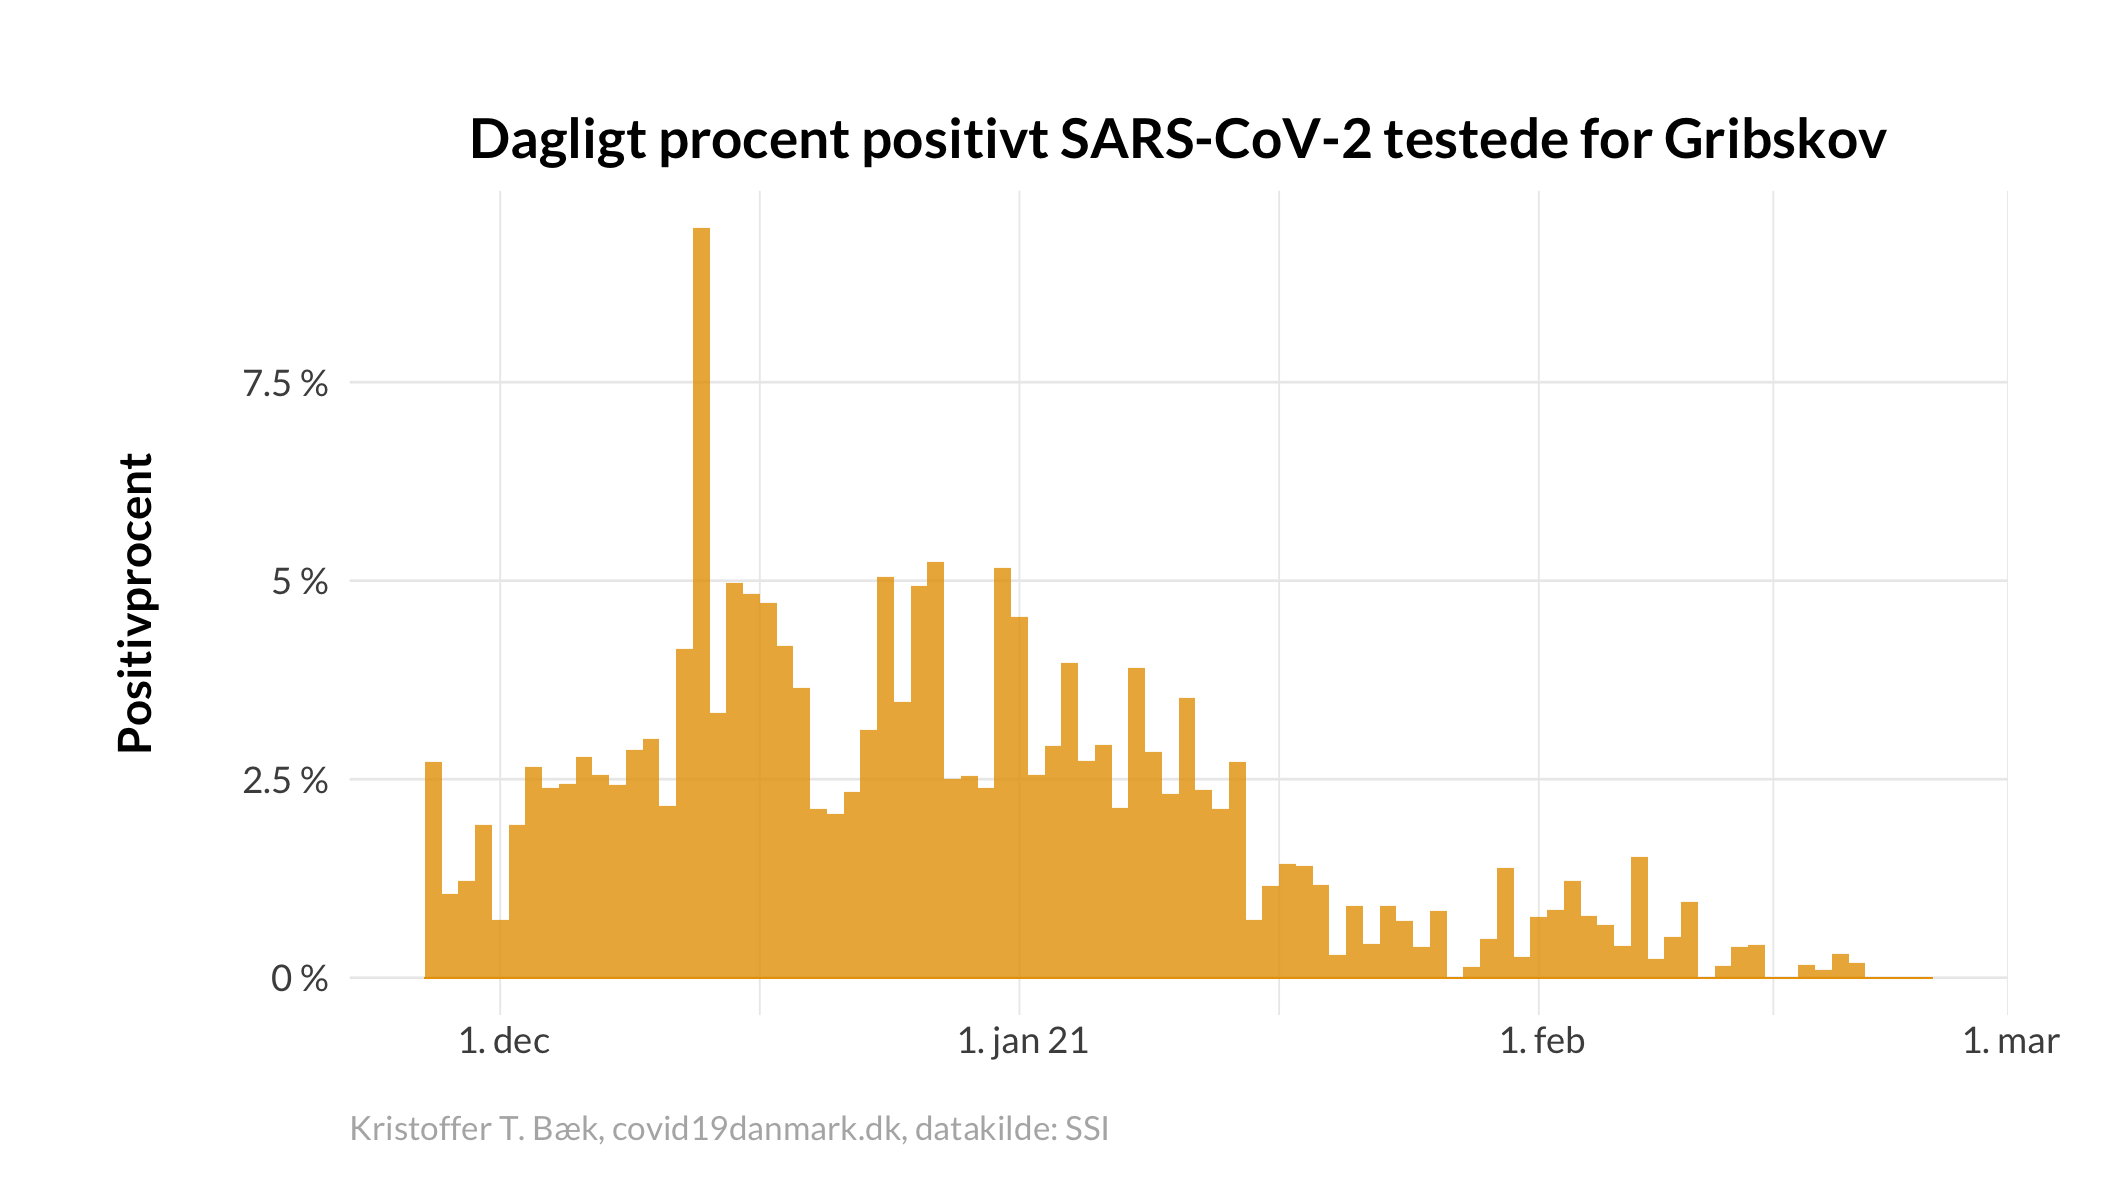 Dagligt procent positivt SARS-CoV-2 testede for Gribskov
Positivprocent
7.5 %
5 %
2.5 %
0 %
1. dec
1. jan 21
1. feb
1. mar
Kristoffer T. Bæk, covid19danmark.dk, datakilde: SSI